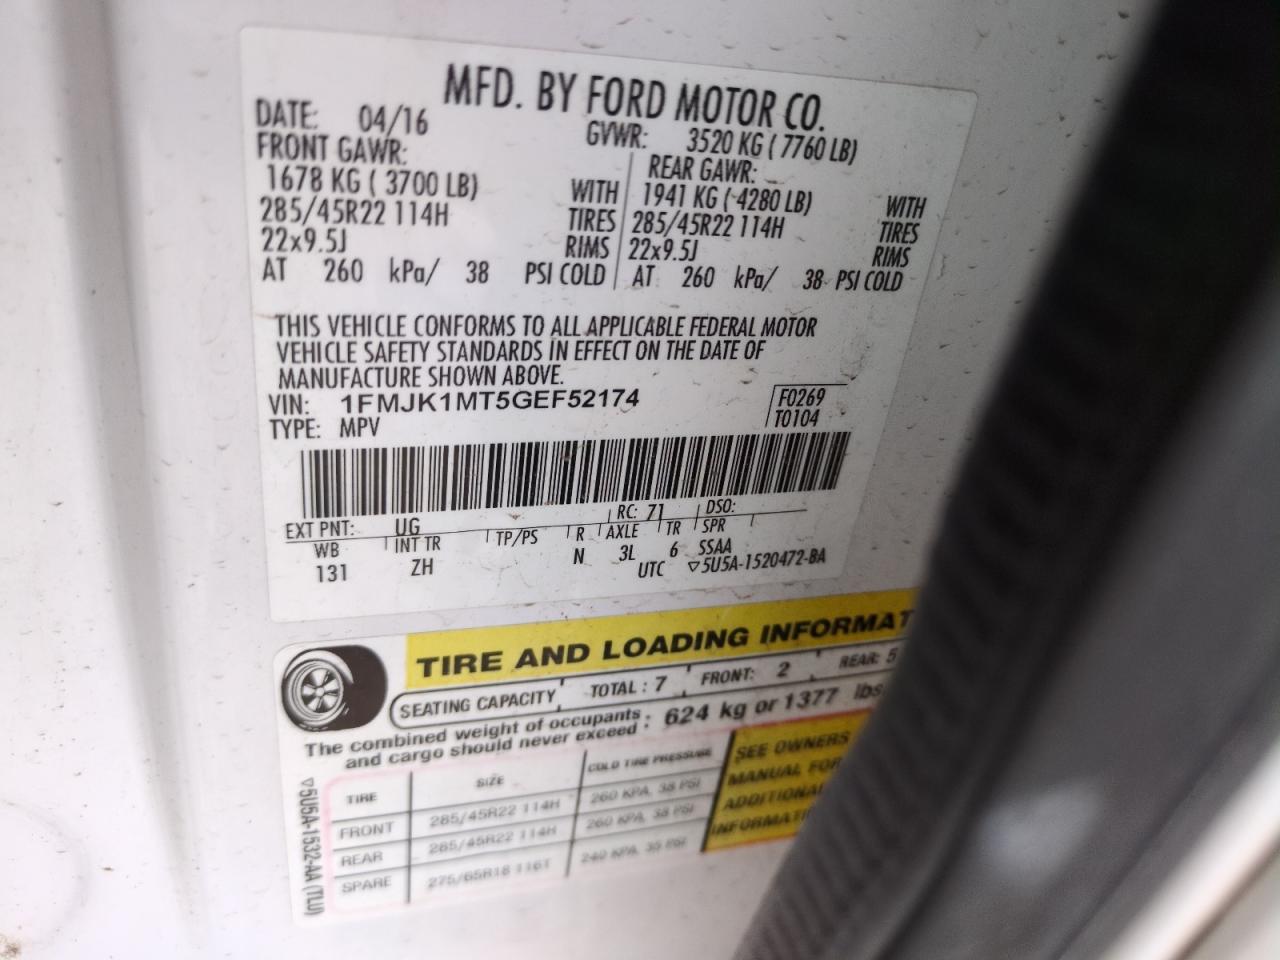 MFD. BY FORD MOTOR CO.
DATE: 04/16 GVWR: 3520 KG ( 7760 LB)
FRONT GAWR: REAR GAWR:
1678 KG ( 3700 LB) WITH 1941 KG ( 4280 LB) WITH
285/45R22 114H TIRES 285/45R22 114H TIRES
22x9.5J RIMS 22x9.5J RIMS
AT 260 kPa/ 38 PSI COLD AT 260 kPa/ 38 PSI COLD
THIS VEHICLE CONFORMS TO ALL APPLICABLE FEDERAL MOTOR
VEHICLE SAFETY STANDARDS IN EFFECT ON THE DATE OF
MANUFACTURE SHOWN ABOVE.
VIN: 1FMJK1MT5GEF52174 F0269
TYPE: MPV T0104
EXT PNT: UG RC: 71 DSO:
WB INT TR TP/PS R AXLE TR SPR
131 ZH N 3L 6 SSAA
UTC ▽5U5A-1520472-BA
TIRE AND LOADING INFORMAT
SEATING CAPACITY TOTAL : 7 FRONT: 2 REAR: 5
The combined weight of occupants : 624 kg or 1377 lbs
and cargo should never exceed
TIRE SIZE COLD TIRE PRESSURE
FRONT 285/45R22 114H 260 KPA, 38 PSI
REAR 285/45R22 114H 260 KPA, 38 PSI
SPARE 275/65R18 116T 240 KPA, 35 PSI
SEE OWNERS
MANUAL FOR
ADDITIONAL
INFORMATI
▽5U5A-1532-AA (TLU)